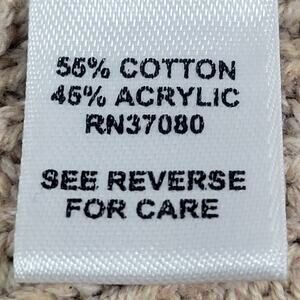 55% COTTON
45% ACRYLIC
RN37080
SEE REVERSE
FOR CARE